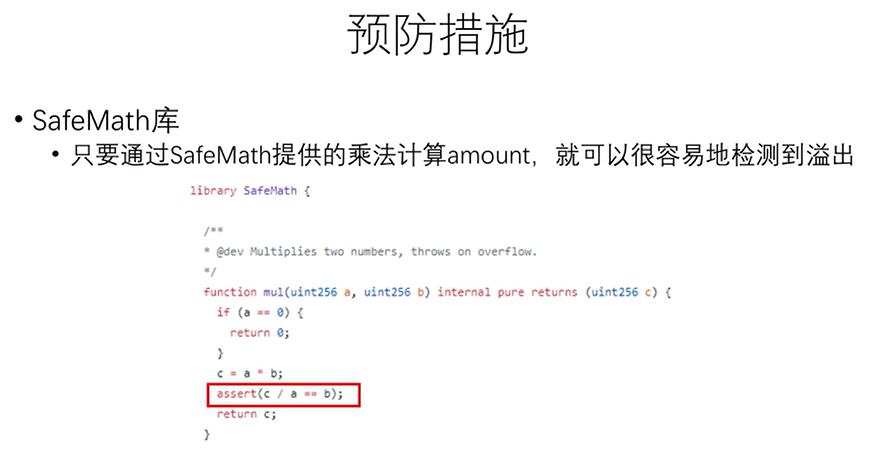 预防措施
• SafeMath库
• 只要通过SafeMath提供的乘法计算amount，就可以很容易地检测到溢出
library SafeMath {
/**
* @dev Multiplies two numbers, throws on overflow.
*/
function mul(uint256 a, uint256 b) internal pure returns (uint256 c) {
if (a == 0) {
return 0;
}
c = a * b;
assert(c / a == b);
return c;
}